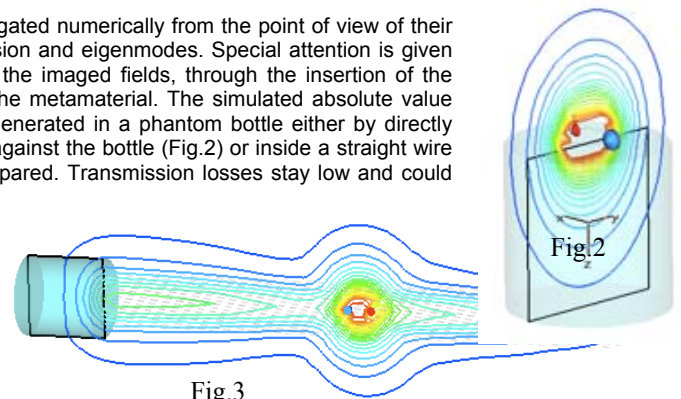 gated numerically from the point of view of their
sion and eigenmodes. Special attention is given
the imaged fields, through the insertion of the
he metamaterial. The simulated absolute value
enerated in a phantom bottle either by directly
against the bottle (Fig.2) or inside a straight wire
pared. Transmission losses stay low and could
x y
z
Fig.2
Fig.3